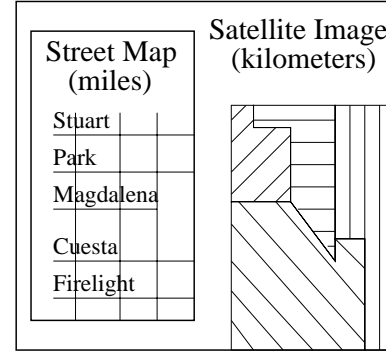 Street Map
(miles)
Stuart
Park
Magdalena
Cuesta
Firelight
Satellite Image
(kilometers)